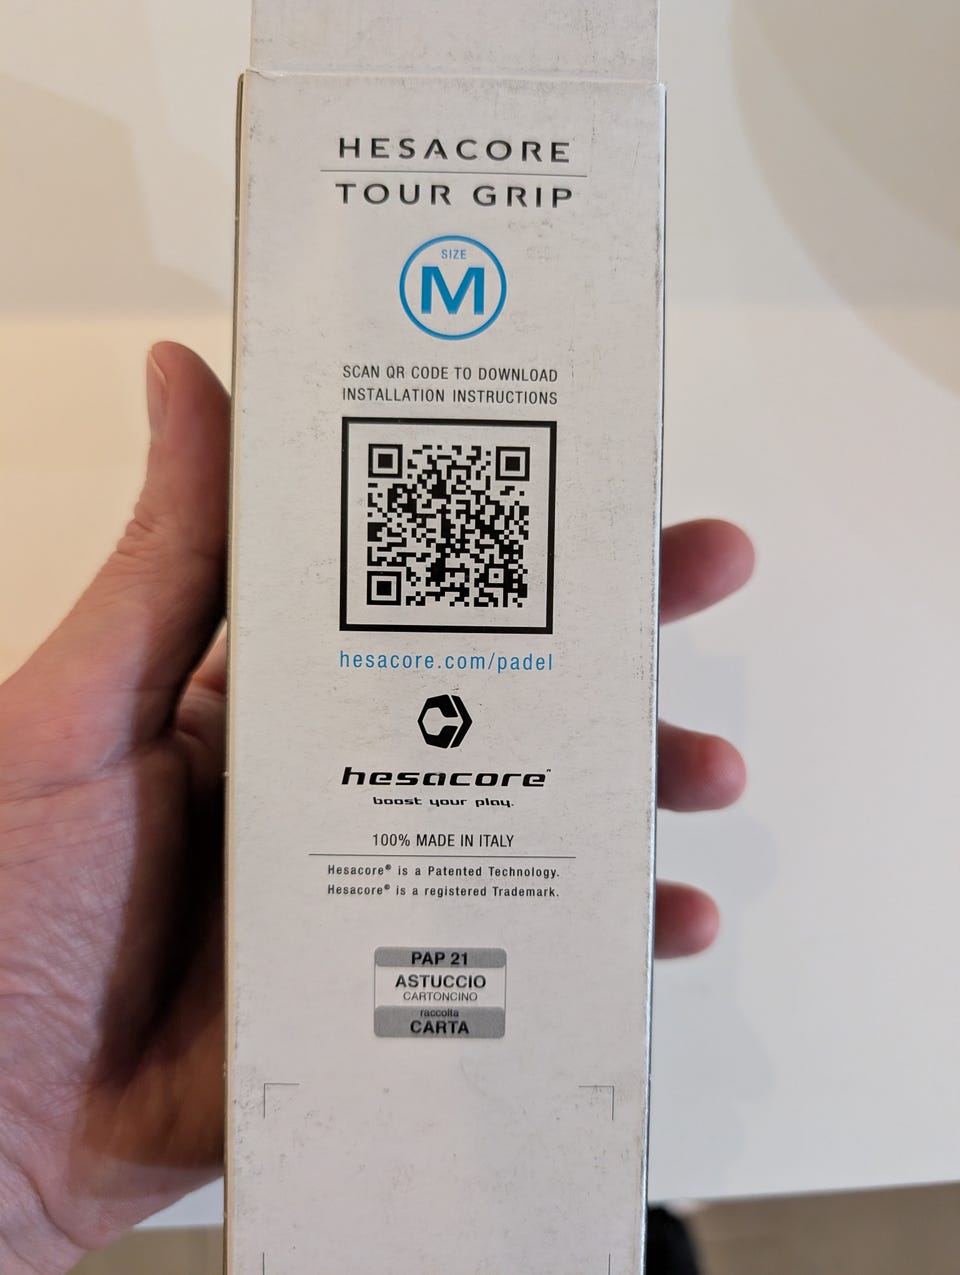 HESACORE
TOUR GRIP
SIZE
M
SCAN QR CODE TO DOWNLOAD
INSTALLATION INSTRUCTIONS
hesacore.com/padel
hesacore™
boost your play.
100% MADE IN ITALY
Hesacore® is a Patented Technology.
Hesacore® is a registered Trademark.
PAP 21
ASTUCCIO
CARTONCINO
raccolta
CARTA